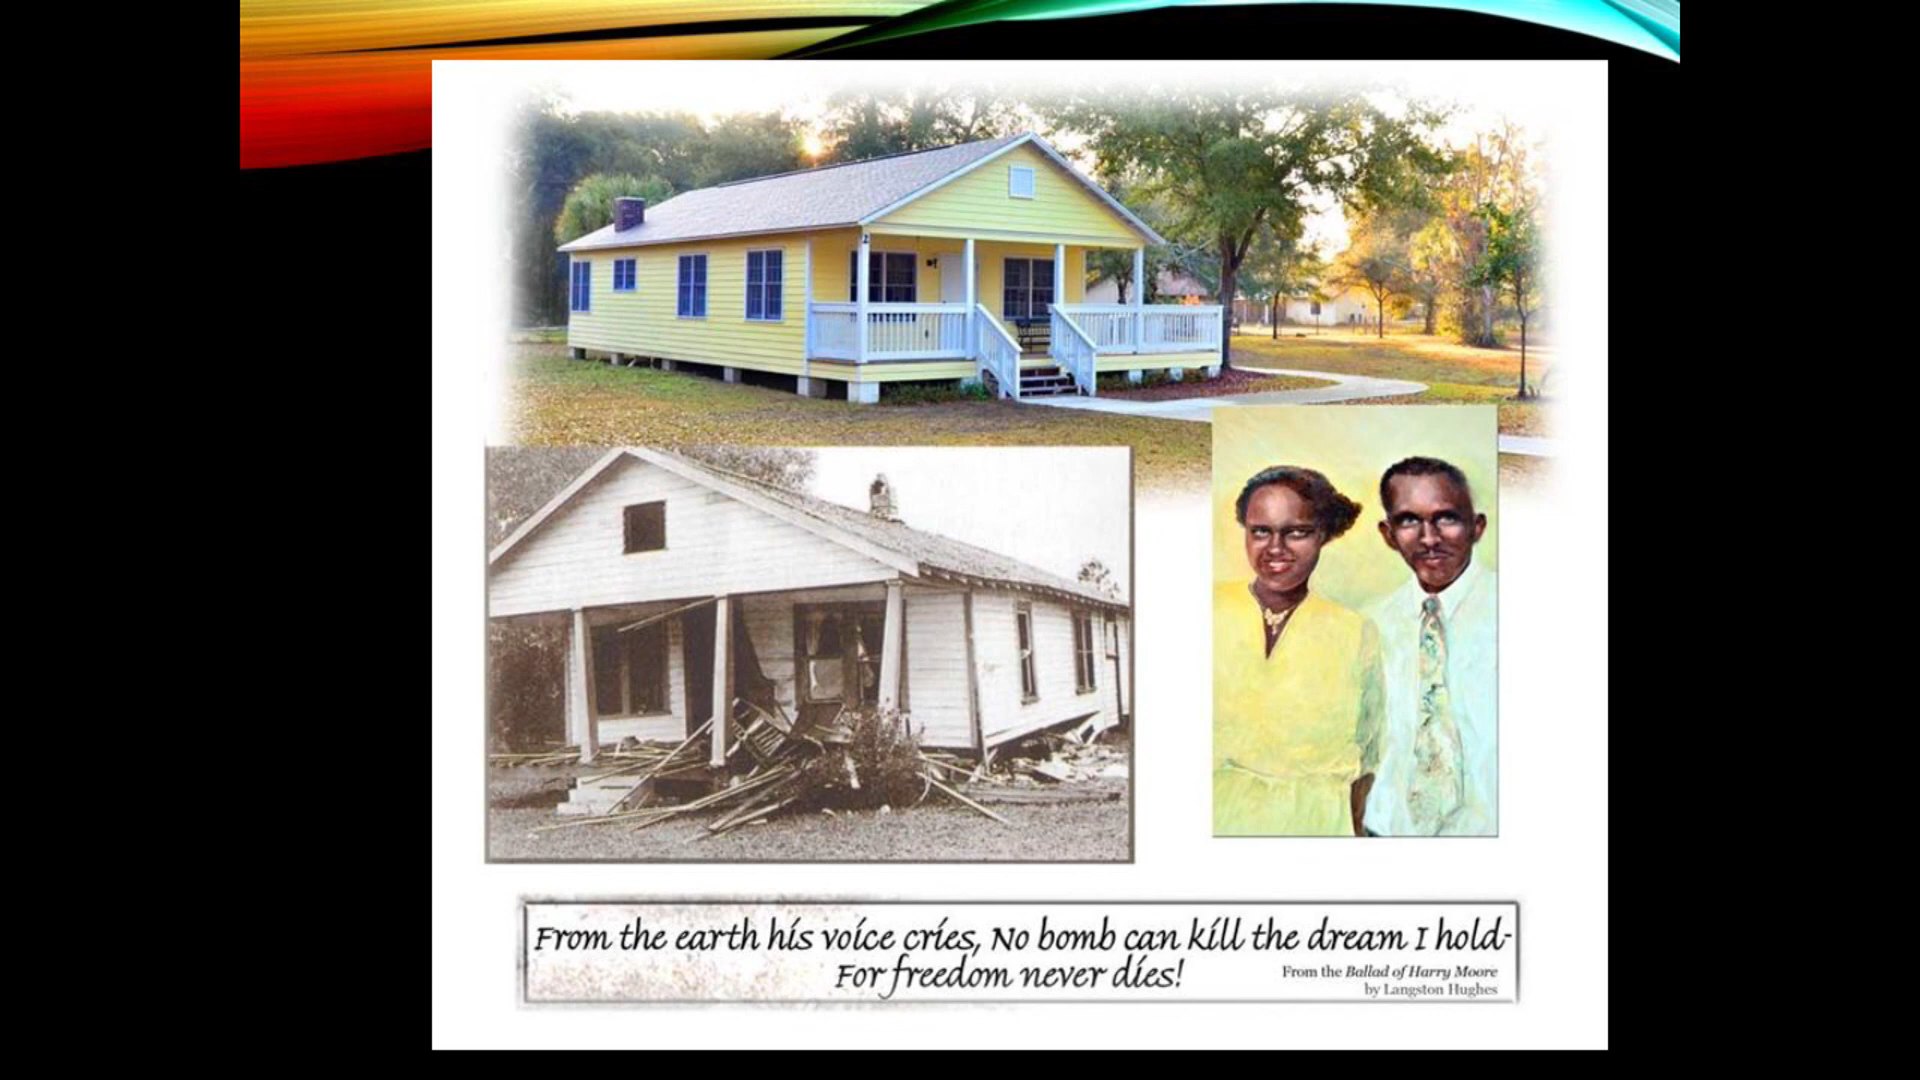 From the earth his voice cries, No bomb can kill the dream I hold-
For freedom never dies!
From the Ballad of Harry Moore
by Langston Hughes